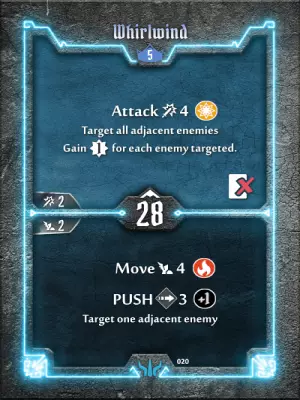 Whirlwind
5
Attack 4
Target all adjacent enemies
Gain 1 for each enemy targeted.
2
28
2
Move 4
PUSH 3 +1
Target one adjacent enemy
020